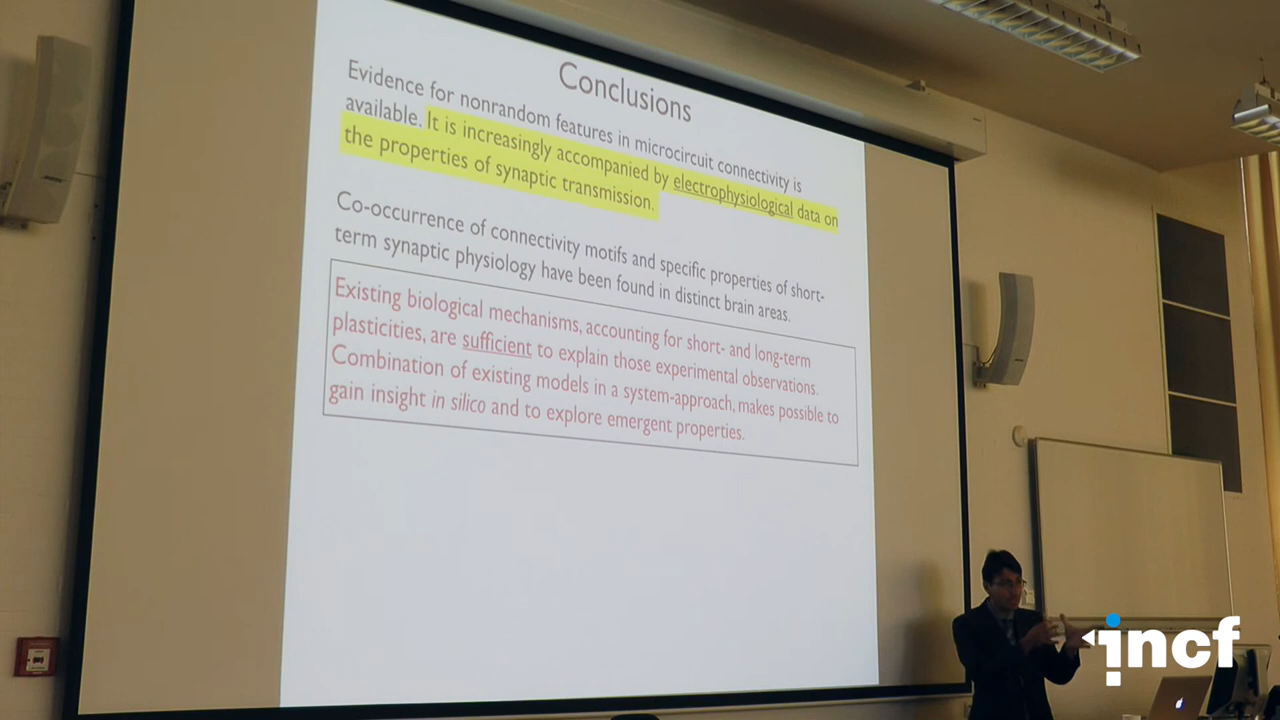 Conclusions
Evidence for nonrandom features in microcircuit connectivity is
available. It is increasingly accompanied by electrophysiological data on
the properties of synaptic transmission.
Co-occurrence of connectivity motifs and specific properties of short-
term synaptic physiology have been found in distinct brain areas.
Existing biological mechanisms, accounting for short- and long-term
plasticities, are sufficient to explain those experimental observations.
Combination of existing models in a system-approach, makes possible to
gain insight in silico and to explore emergent properties.
incf